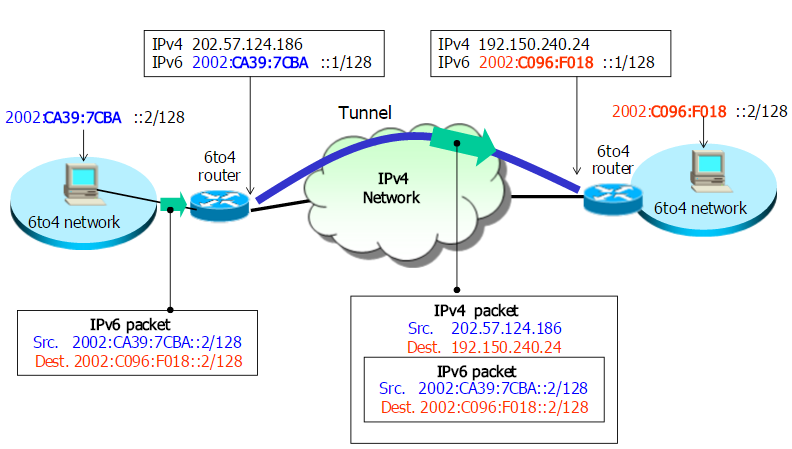 IPv4 202.57.124.186
IPv6 2002:CA39:7CBA ::1/128
IPv4 192.150.240.24
IPv6 2002:C096:F018 ::1/128
2002:CA39:7CBA ::2/128
Tunnel
2002:C096:F018 ::2/128
6to4
router
IPv4
Network
6to4
router
6to4 network
6to4 network
IPv6 packet
Src. 2002:CA39:7CBA::2/128
Dest. 2002:C096:F018::2/128
IPv4 packet
Src. 202.57.124.186
Dest. 192.150.240.24
IPv6 packet
Src. 2002:CA39:7CBA::2/128
Dest. 2002:C096:F018::2/128